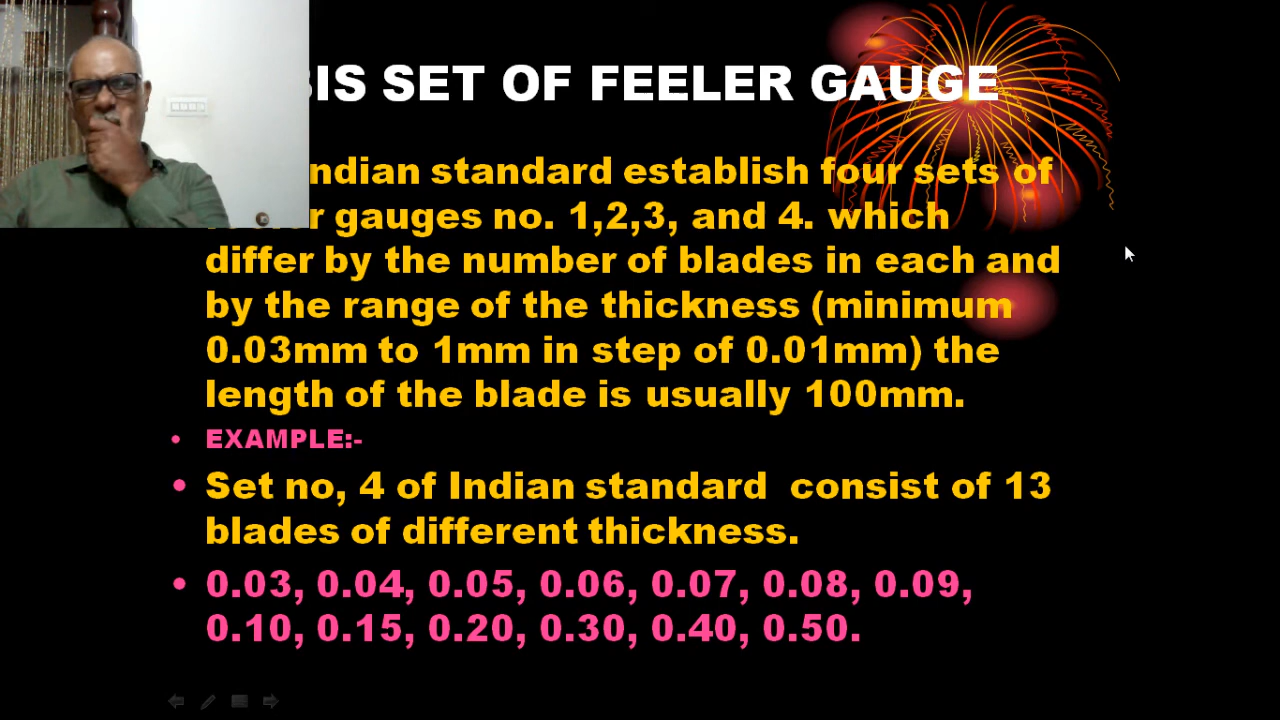 BIS SET OF FEELER GAUGE
Indian standard establish four sets of
gauges no. 1,2,3, and 4. which
differ by the number of blades in each and
by the range of the thickness (minimum
0.03mm to 1mm in step of 0.01mm) the
length of the blade is usually 100mm.
• EXAMPLE:-
• Set no, 4 of Indian standard consist of 13
blades of different thickness.
• 0.03, 0.04, 0.05, 0.06, 0.07, 0.08, 0.09,
0.10, 0.15, 0.20, 0.30, 0.40, 0.50.